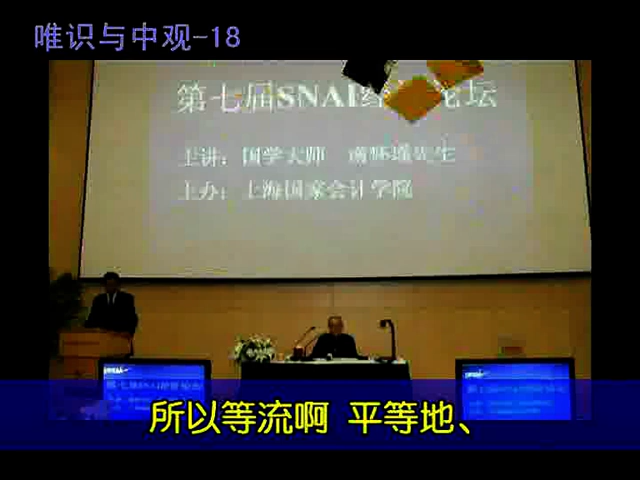 唯识与中观-18
第七届SNAI经济论坛
主讲：国学大师 南怀瑾先生
主办：上海国家会计学院
所以等流啊 平等地、